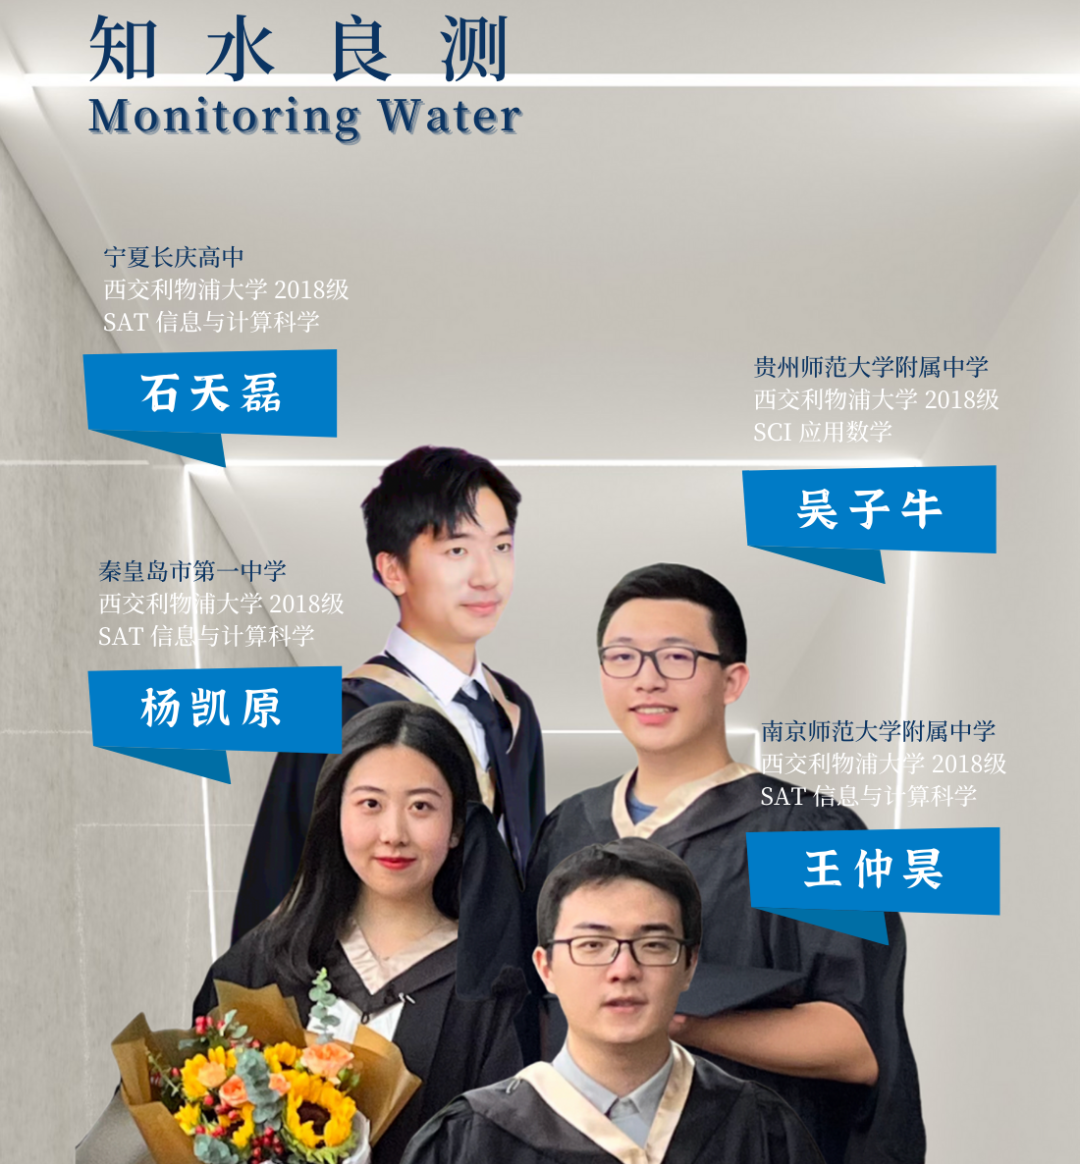 知水良测
Monitoring Water
宁夏长庆高中
西交利物浦大学 2018级
SAT 信息与计算科学
石天磊
贵州师范大学附属中学
西交利物浦大学 2018级
SCI 应用数学
吴子牛
秦皇岛市第一中学
西交利物浦大学 2018级
SAT 信息与计算科学
杨凯原
南京师范大学附属中学
西交利物浦大学 2018级
SAT 信息与计算科学
王仲昊